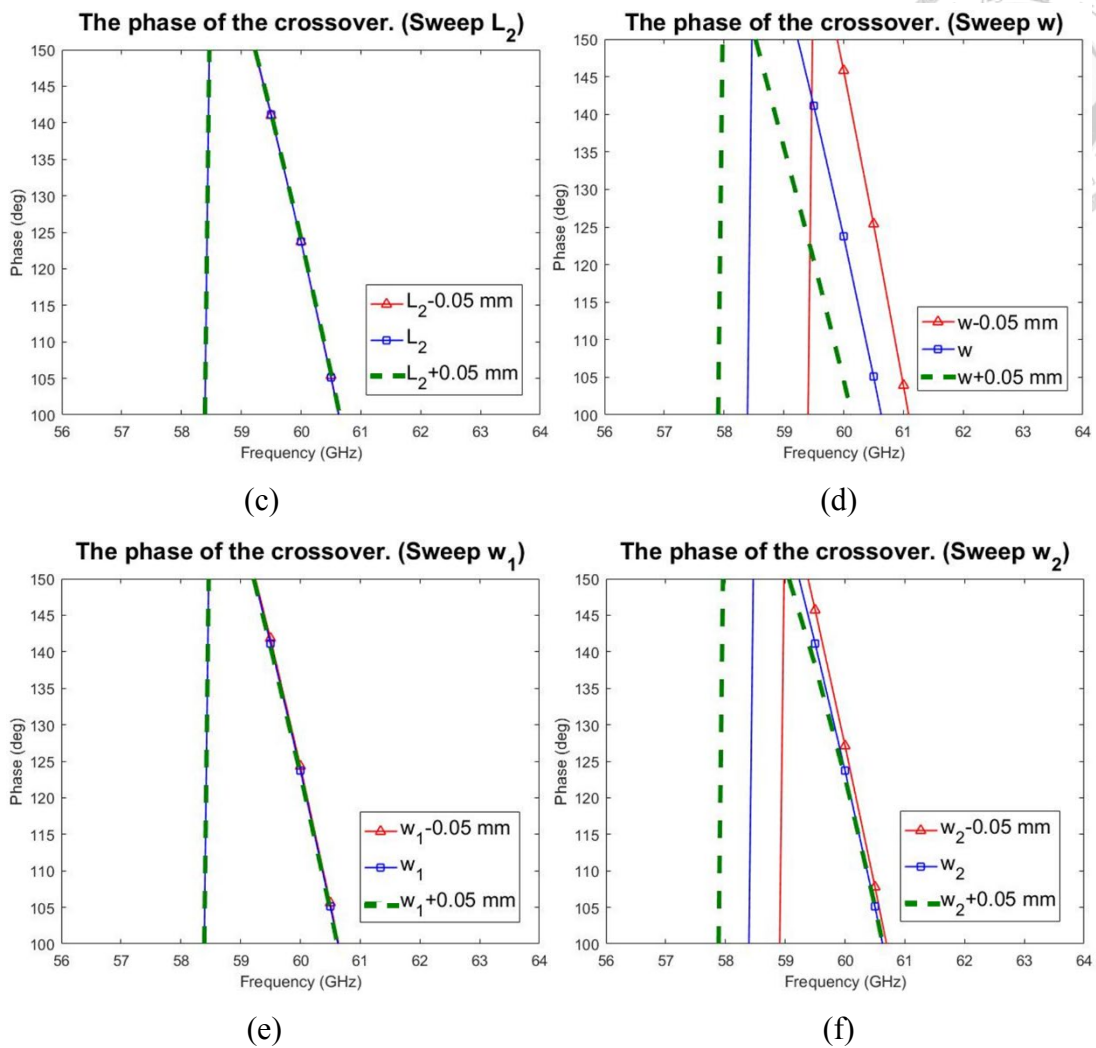 The phase of the crossover. (Sweep L2)
150
145
140
135
130
125
120
115
110
105
100
Phase (deg)
56 57 58 59 60 61 62 63 64
Frequency (GHz)
L2-0.05 mm
L2
L2+0.05 mm
(c)
The phase of the crossover. (Sweep w)
150
145
140
135
130
125
120
115
110
105
100
Phase (deg)
56 57 58 59 60 61 62 63 64
Frequency (GHz)
w-0.05 mm
w
w+0.05 mm
(d)
The phase of the crossover. (Sweep w1)
150
145
140
135
130
125
120
115
110
105
100
Phase (deg)
56 57 58 59 60 61 62 63 64
Frequency (GHz)
w1-0.05 mm
w1
w1+0.05 mm
(e)
The phase of the crossover. (Sweep w2)
150
145
140
135
130
125
120
115
110
105
100
Phase (deg)
56 57 58 59 60 61 62 63 64
Frequency (GHz)
w2-0.05 mm
w2
w2+0.05 mm
(f)